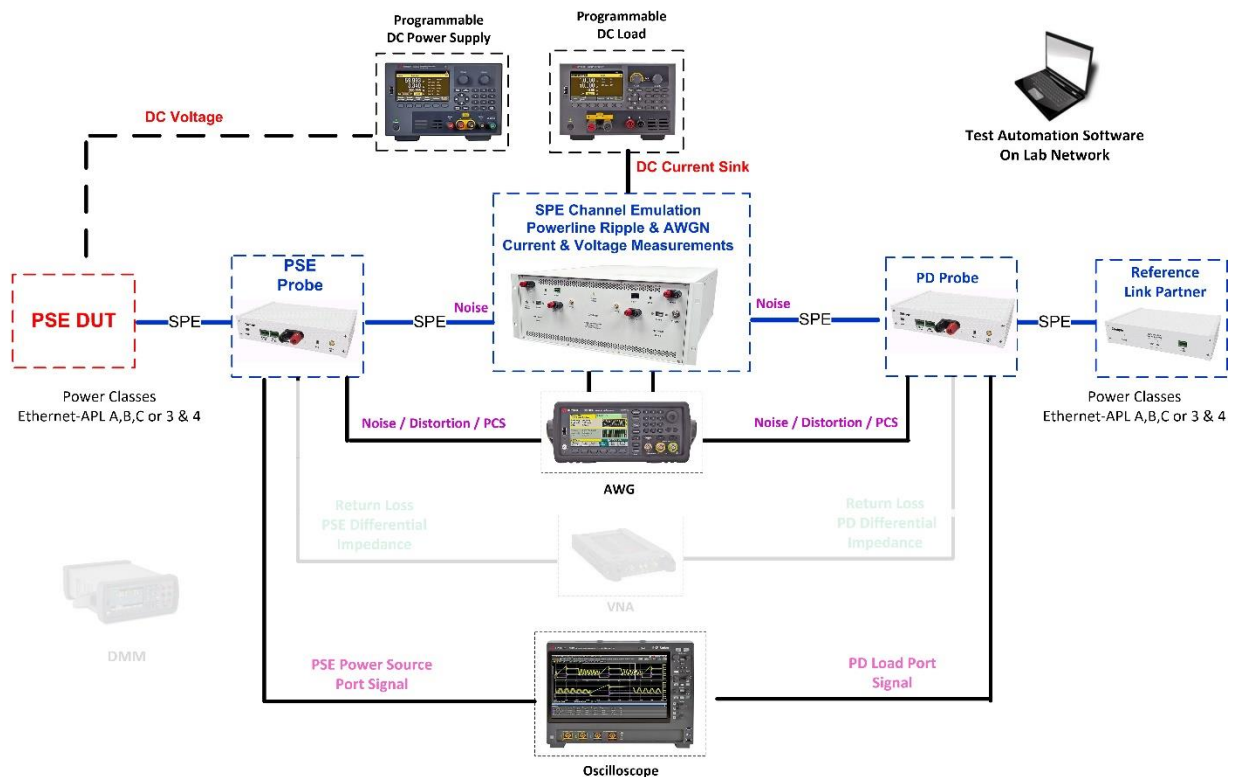 Programmable
DC Power Supply
Programmable
DC Load
DC Voltage
Test Automation Software
On Lab Network
DC Current Sink
SPE Channel Emulation
Powerline Ripple & AWGN
Current & Voltage Measurements
PSE
Probe
PD Probe
Reference
Link Partner
PSE DUT
SPE
SPE
Noise
Noise
SPE
SPE
Power Classes
Ethernet-APL A,B,C or 3 & 4
Power Classes
Ethernet-APL A,B,C or 3 & 4
Noise / Distortion / PCS
Noise / Distortion / PCS
AWG
Return Loss
PSE Differential
Impedance
Return Loss
PD Differential
Impedance
VNA
DMM
PSE Power Source
Port Signal
PD Load Port
Signal
Oscilloscope